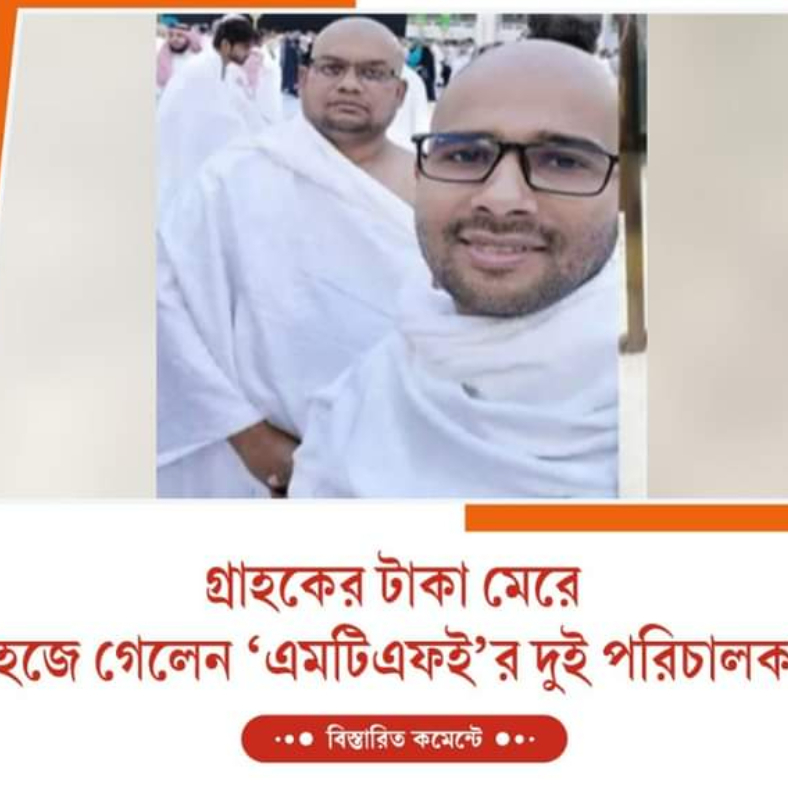 গ্রাহকের টাকা মেরে
হজে গেলেন ‘এমটিএফই’র দুই পরিচালক
বিস্তারিত কমেন্টে